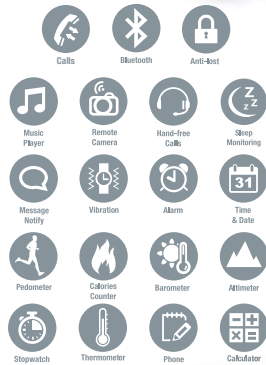 Calls Bluetooth Anti-lost
Music Player
Remote Camera
Hand-free Calls
Z Z Z
Sleep Monitoring
Message Notify
Vibration
Alarm
31
Time & Date
Pedometer
Calories Counter
Barometer
Altimeter
Stopwatch
Thermometer
Phone
Calculator